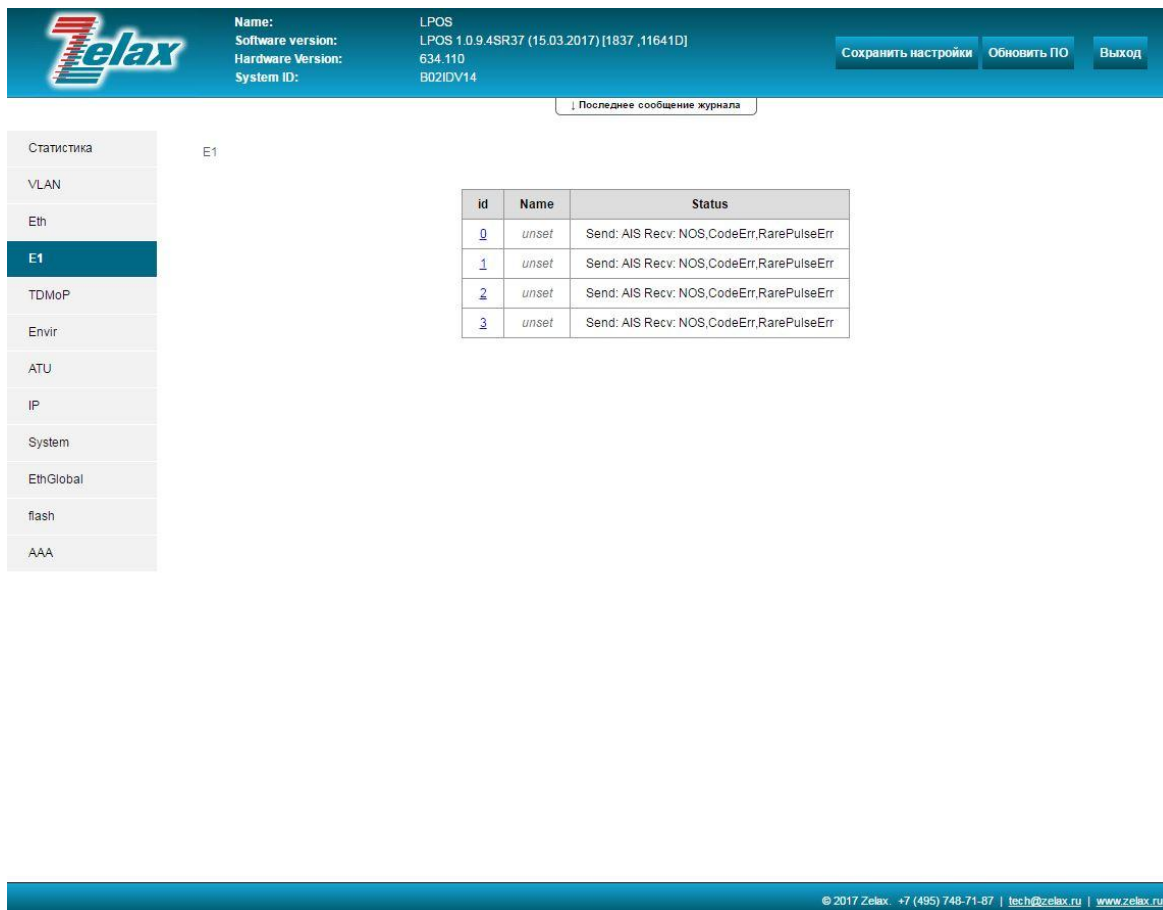 Zelax
Name: LPOS
Software version: LPOS 1.0.9.4SR37 (15.03.2017) [1837 ,11641D]
Hardware Version: 634.110
System ID: B02IDV14
Сохранить настройки Обновить ПО Выход
↓ Последнее сообщение журнала
Статистика
VLAN
Eth
E1
TDMoP
Envir
ATU
IP
System
EthGlobal
flash
AAA
E1
id Name Status
0 unset Send: AIS Recv: NOS,CodeErr,RarePulseErr
1 unset Send: AIS Recv: NOS,CodeErr,RarePulseErr
2 unset Send: AIS Recv: NOS,CodeErr,RarePulseErr
3 unset Send: AIS Recv: NOS,CodeErr,RarePulseErr
© 2017 Zelax. +7 (495) 748-71-87 | tech@zelax.ru | www.zelax.ru